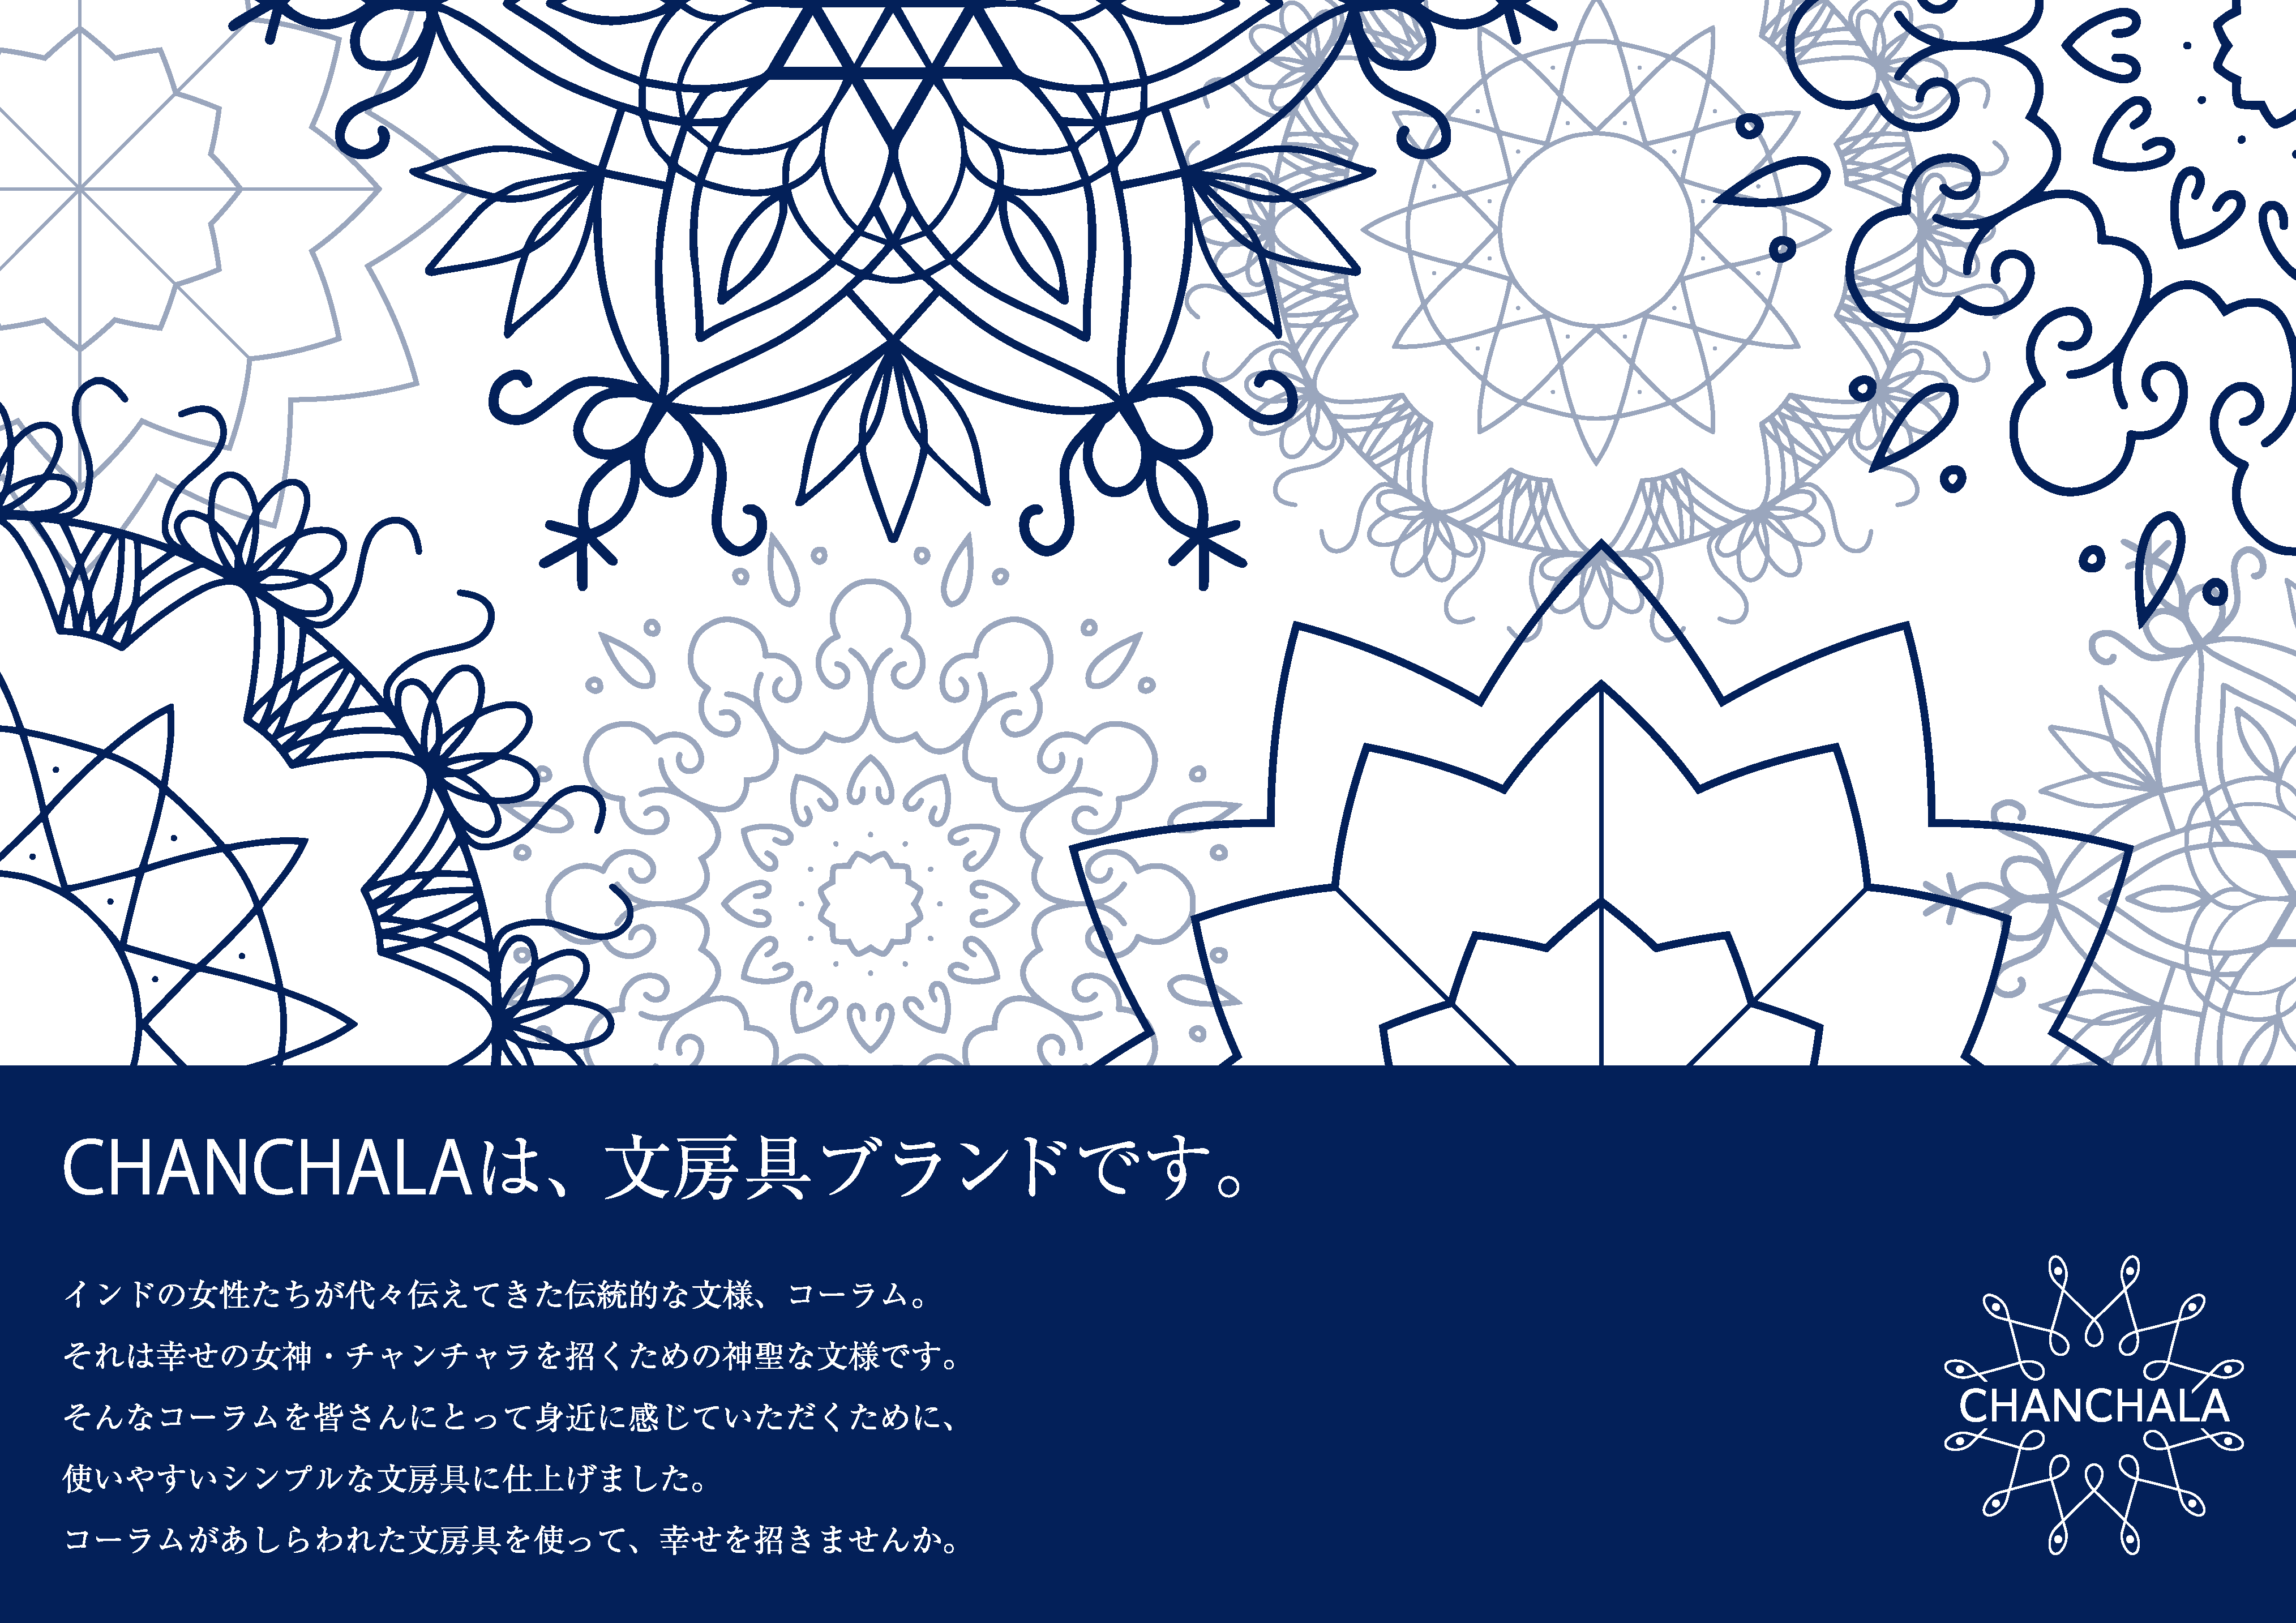 CHANCHALAは、文房具ブランドです。
インドの女性たちが代々伝えてきた伝統的な文様、コーラム。
それは幸せの女神・チャンチャラを招くための神聖な文様です。
そんなコーラムを皆さんにとって身近に感じていただくために、
使いやすいシンプルな文房具に仕上げました。
コーラムがあしらわれた文房具を使って、幸せを招きませんか。
CHANCHALA